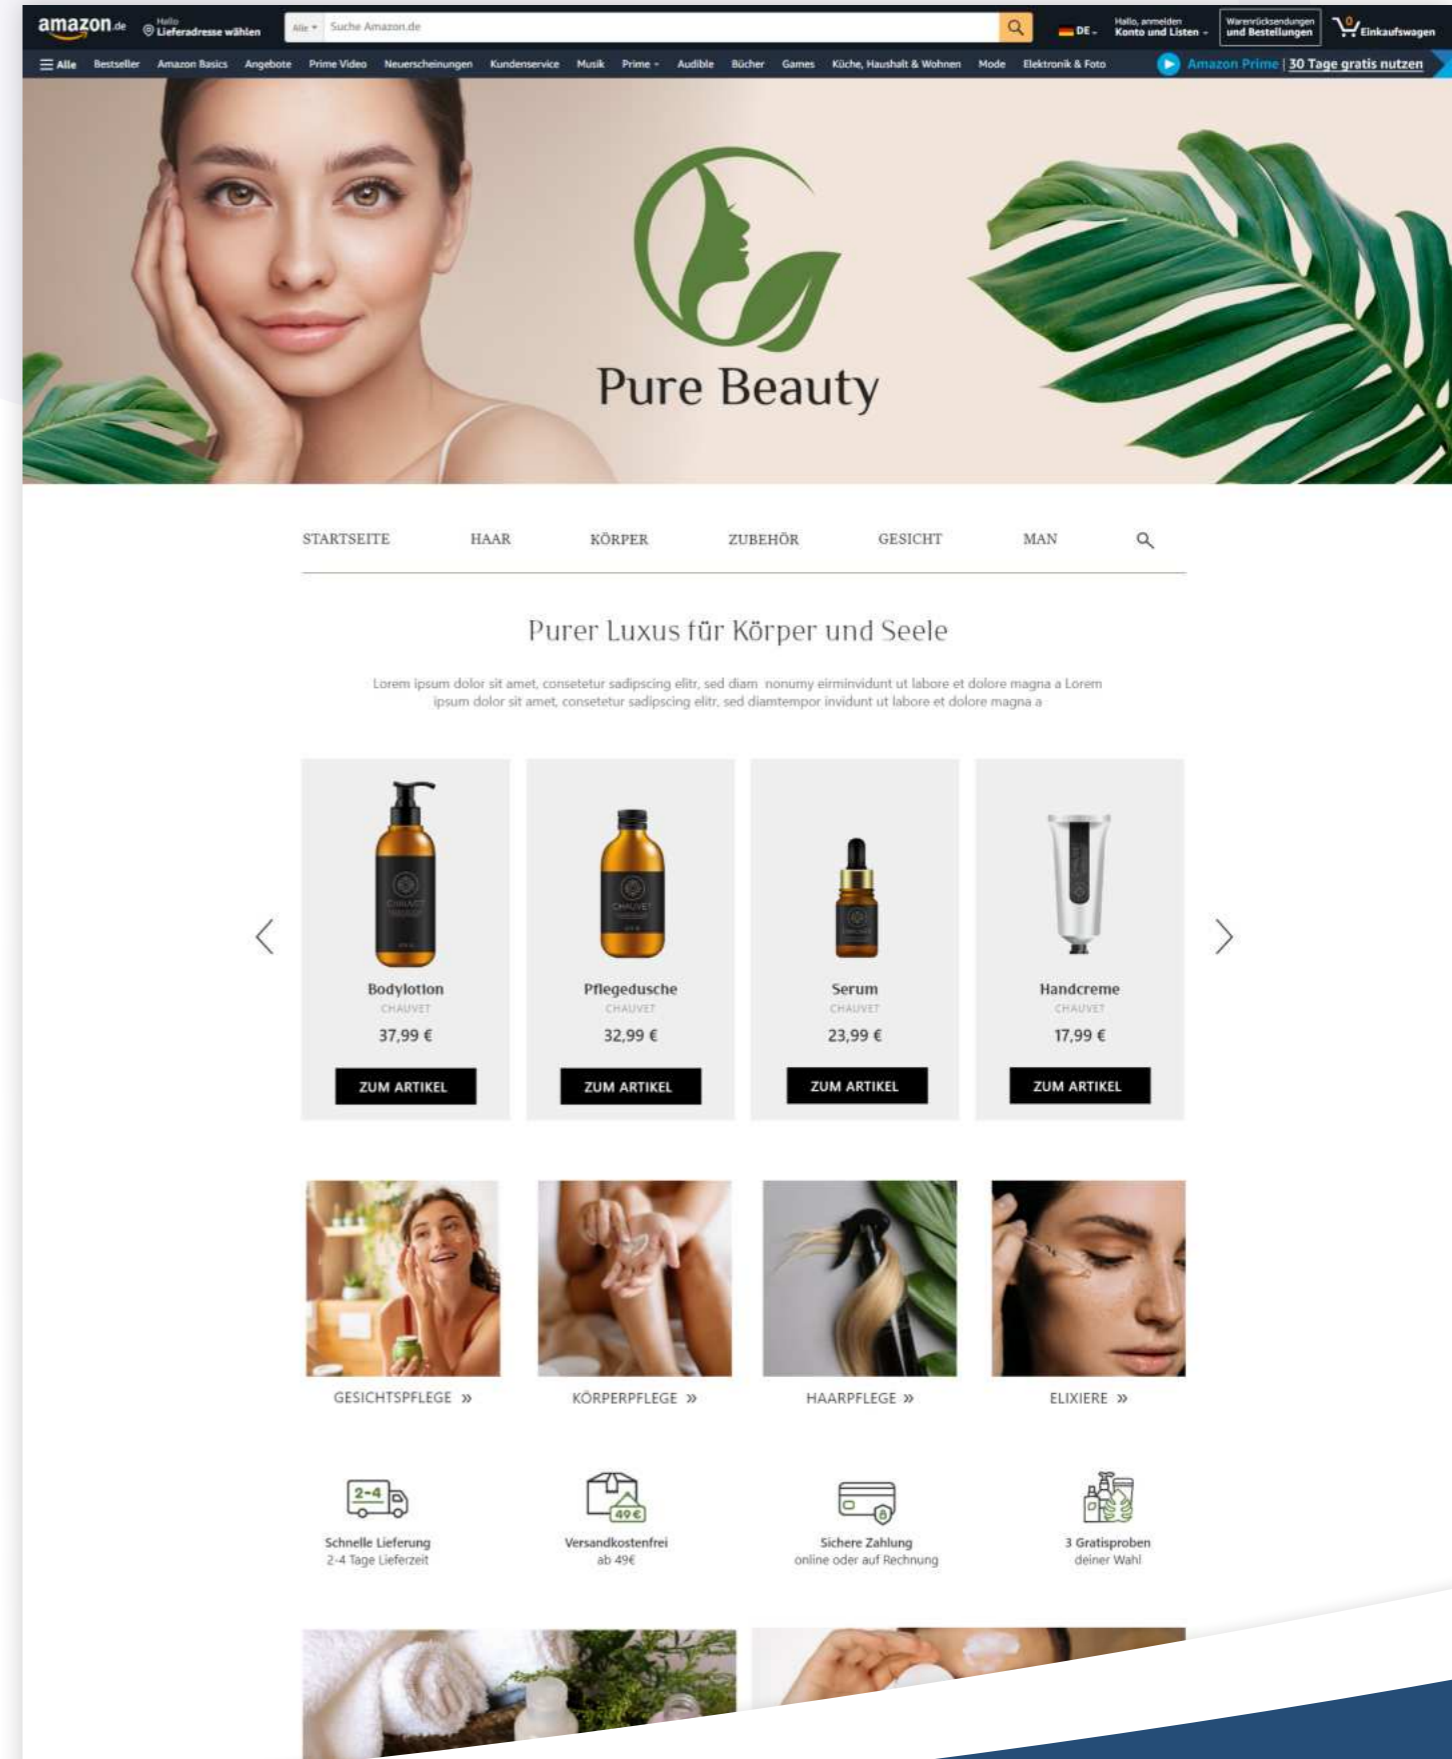 amazon.de
Hallo
Lieferadresse wählen
Alle
Suche Amazon.de
DE
Hallo, anmelden
Konto und Listen
Warenrücksendungen
und Bestellungen
0
Einkaufswagen
Alle
Bestseller
Amazon Basics
Angebote
Prime Video
Neuerscheinungen
Kundenservice
Musik
Prime
Audible
Bücher
Games
Küche, Haushalt & Wohnen
Mode
Elektronik & Foto
Amazon Prime | 30 Tage gratis nutzen
Pure Beauty
STARTSEITE
HAAR
KÖRPER
ZUBEHÖR
GESICHT
MAN
Purer Luxus für Körper und Seele
Lorem ipsum dolor sit amet, consetetur sadipscing elitr, sed diam nonumy eirminvidunt ut labore et dolore magna a Lorem
ipsum dolor sit amet, consetetur sadipscing elitr, sed diamtempor invidunt ut labore et dolore magna a
CHAUVET
CHAUVET
CHAUVET
Bodylotion
CHAUVET
37,99 €
ZUM ARTIKEL
Pflegedusche
CHAUVET
32,99 €
ZUM ARTIKEL
Serum
CHAUVET
23,99 €
ZUM ARTIKEL
Handcreme
CHAUVET
17,99 €
ZUM ARTIKEL
GESICHTSPFLEGE »
KÖRPERPFLEGE »
HAARPFLEGE »
ELIXIERE »
2-4
Schnelle Lieferung
2-4 Tage Lieferzeit
49€
Versandkostenfrei
ab 49€
Sichere Zahlung
online oder auf Rechnung
3 Gratisproben
deiner Wahl